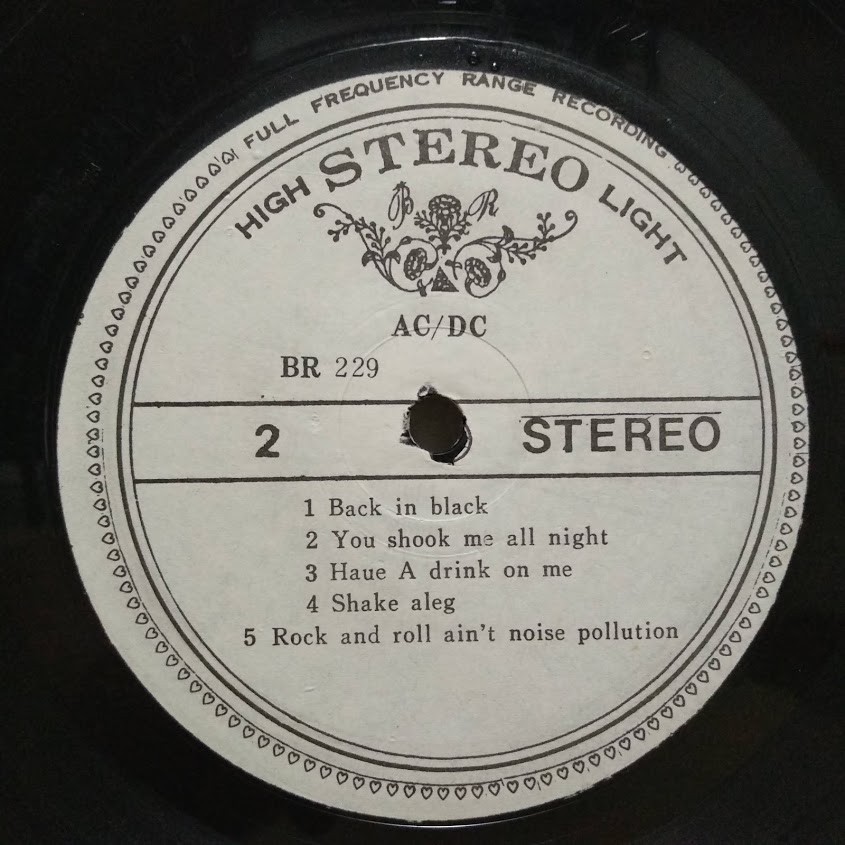 FULL FREQUENCY RANGE RECORDING
HIGH STEREO LIGHT
B R
AC/DC
BR 229
2 STEREO
1 Back in black
2 You shook me all night
3 Haue A drink on me
4 Shake aleg
5 Rock and roll ain't noise pollution